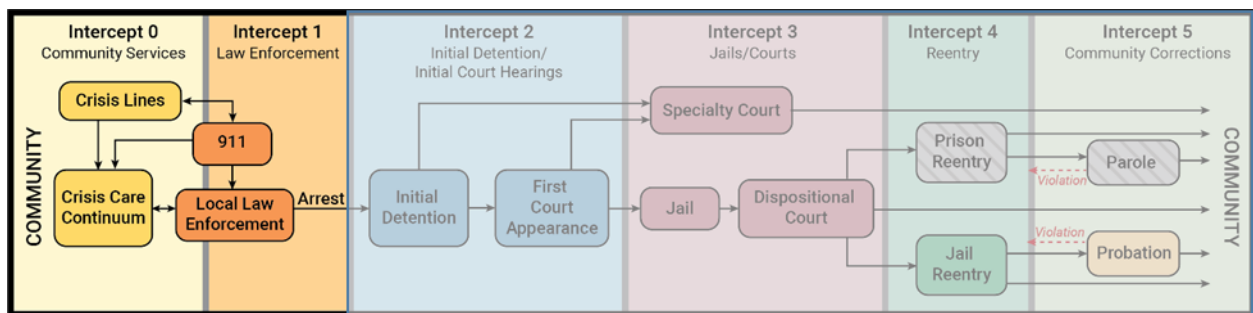 Intercept 0
Community Services
Intercept 1
Law Enforcement
Intercept 2
Initial Detention/
Initial Court Hearings
Intercept 3
Jails/Courts
Intercept 4
Reentry
Intercept 5
Community Corrections
COMMUNITY
Crisis Lines
911
Crisis Care
Continuum
Local Law
Enforcement
Arrest
Initial
Detention
First
Court
Appearance
Specialty Court
Jail
Dispositional
Court
Prison
Reentry
Parole
Violation
Jail
Reentry
Violation
Probation
COMMUNITY